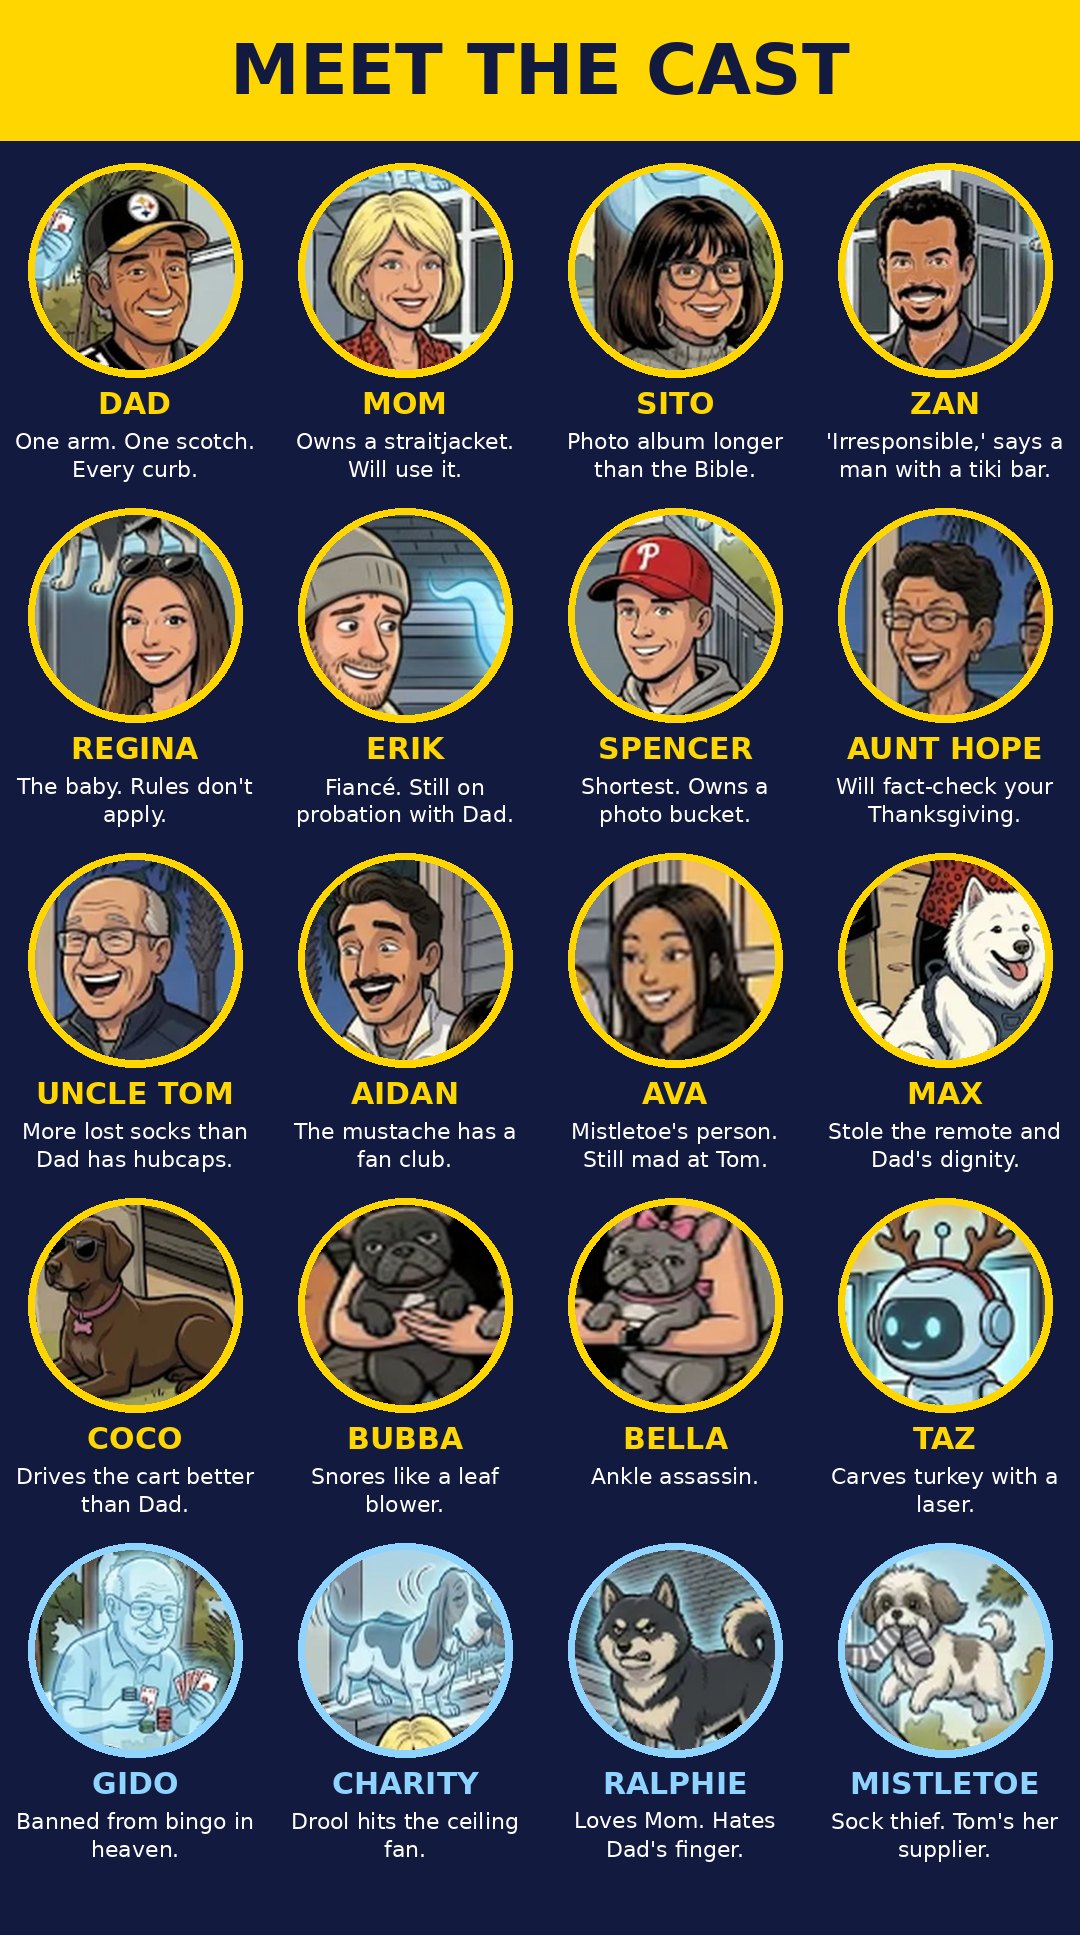 MEET THE CAST
DAD
One arm. One scotch.
Every curb.
MOM
Owns a straitjacket.
Will use it.
SITO
Photo album longer
than the Bible.
ZAN
'Irresponsible,' says a
man with a tiki bar.
REGINA
The baby. Rules don't
apply.
P
ERIK
Fiancé. Still on
probation with Dad.
SPENCER
Shortest. Owns a
photo bucket.
AUNT HOPE
Will fact-check your
Thanksgiving.
UNCLE TOM
More lost socks than
Dad has hubcaps.
AIDAN
The mustache has a
fan club.
AVA
Mistletoe's person.
Still mad at Tom.
MAX
Stole the remote and
Dad's dignity.
COCO
Drives the cart better
than Dad.
BUBBA
Snores like a leaf
blower.
BELLA
Ankle assassin.
TAZ
Carves turkey with a
laser.
GIDO
Banned from bingo in
heaven.
CHARITY
Drool hits the ceiling
fan.
RALPHIE
Loves Mom. Hates
Dad's finger.
MISTLETOE
Sock thief. Tom's her
supplier.